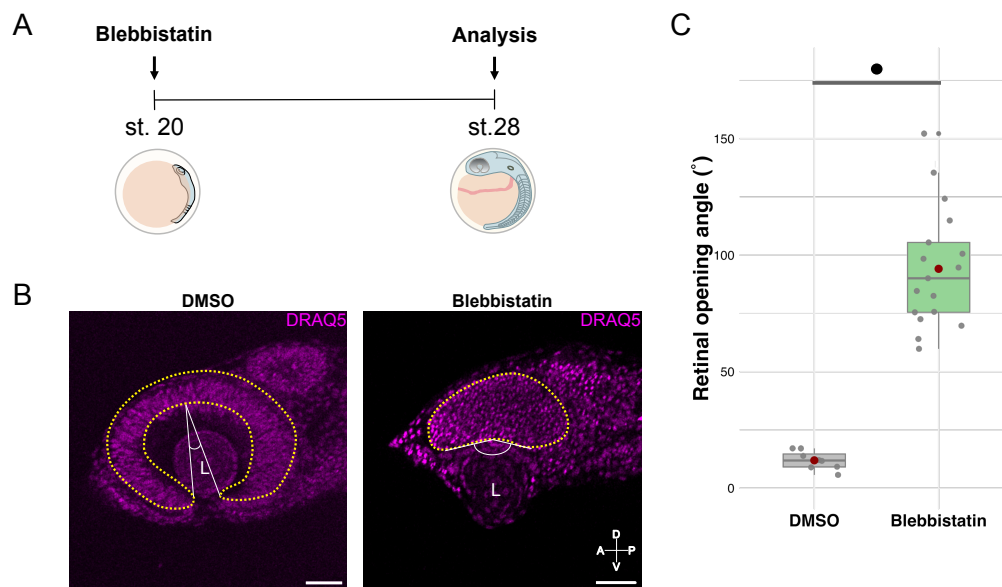 A
Blebbistatin
Analysis
st. 20
st.28
B
DMSO
Blebbistatin
DRAQ5
DRAQ5
L
L
D
A
P
V
C
Retinal opening angle (°)
150
100
50
0
DMSO
Blebbistatin